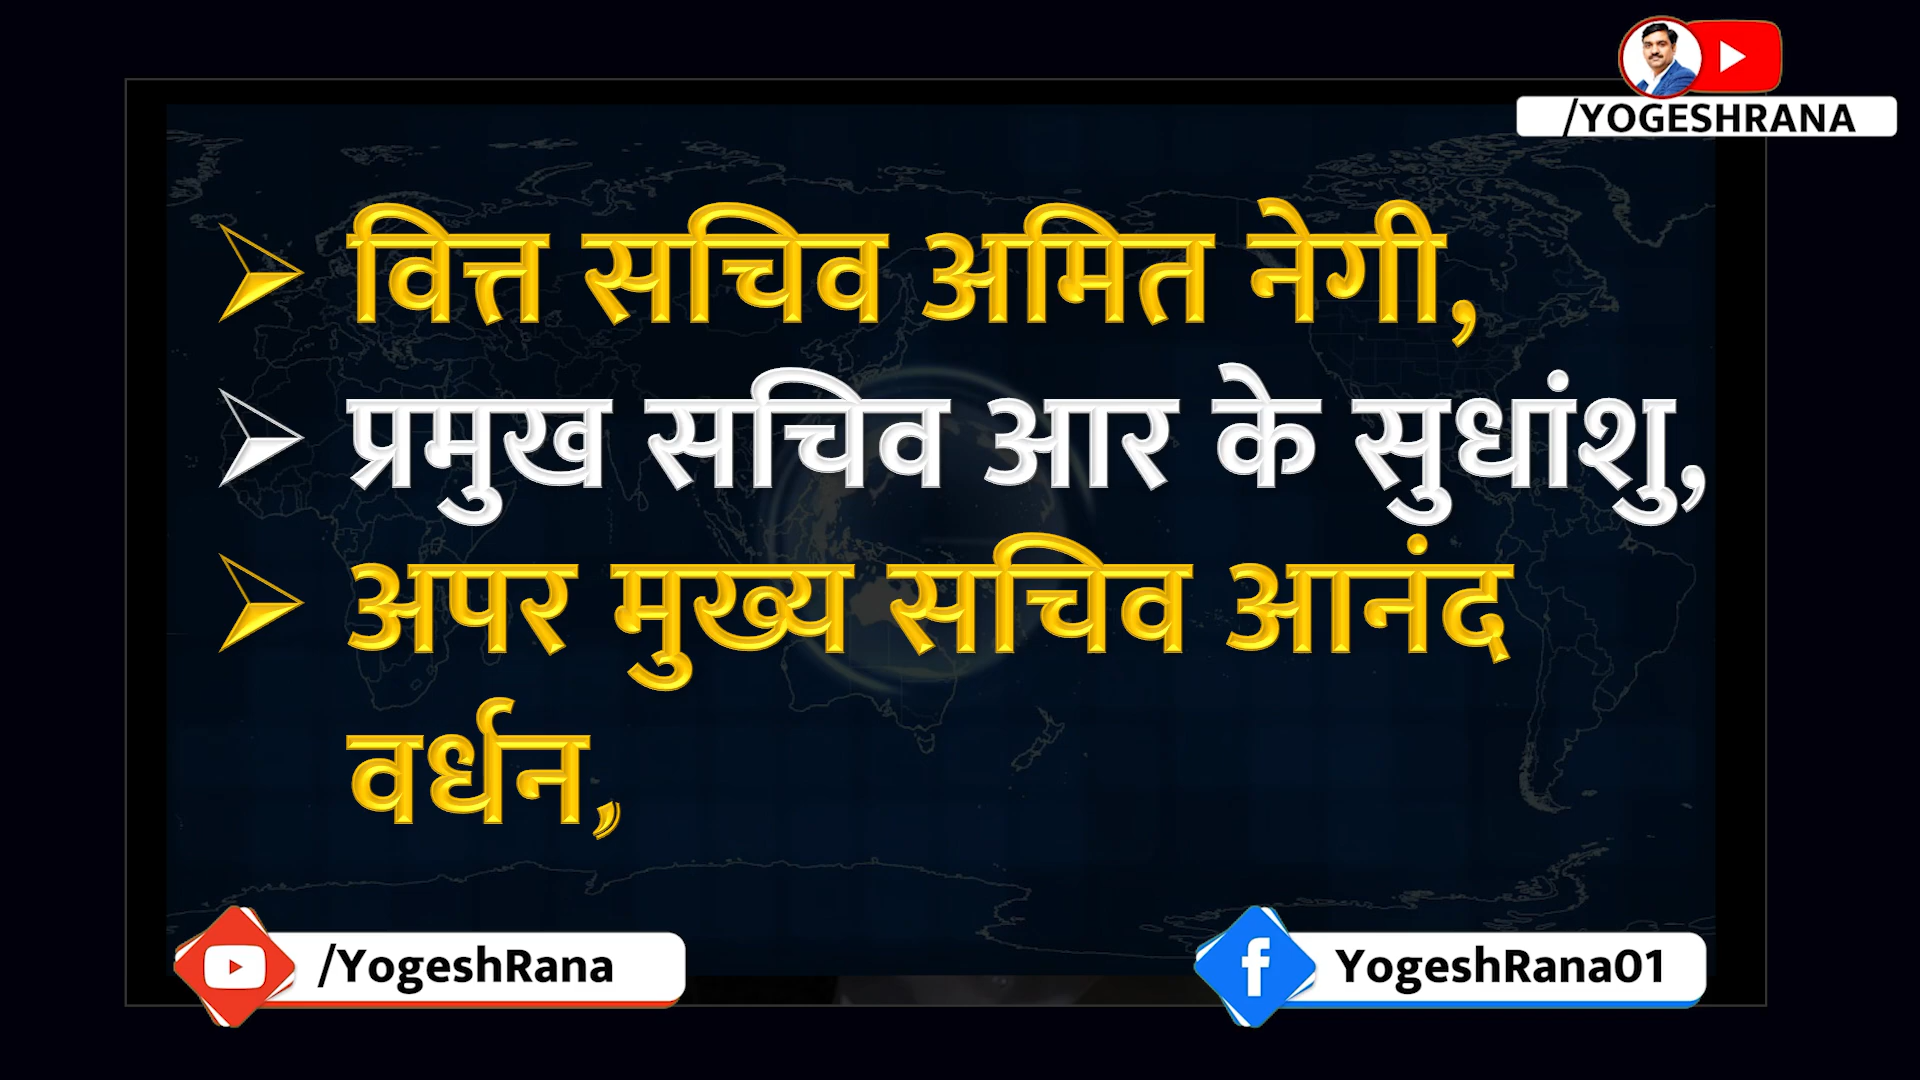 /YOGESHRANA
वित्त सचिव अमित नेगी,
प्रमुख सचिव आर के सुधांशु,
अपर मुख्य सचिव आनंद
वर्धन,
/YogeshRana
YogeshRana01